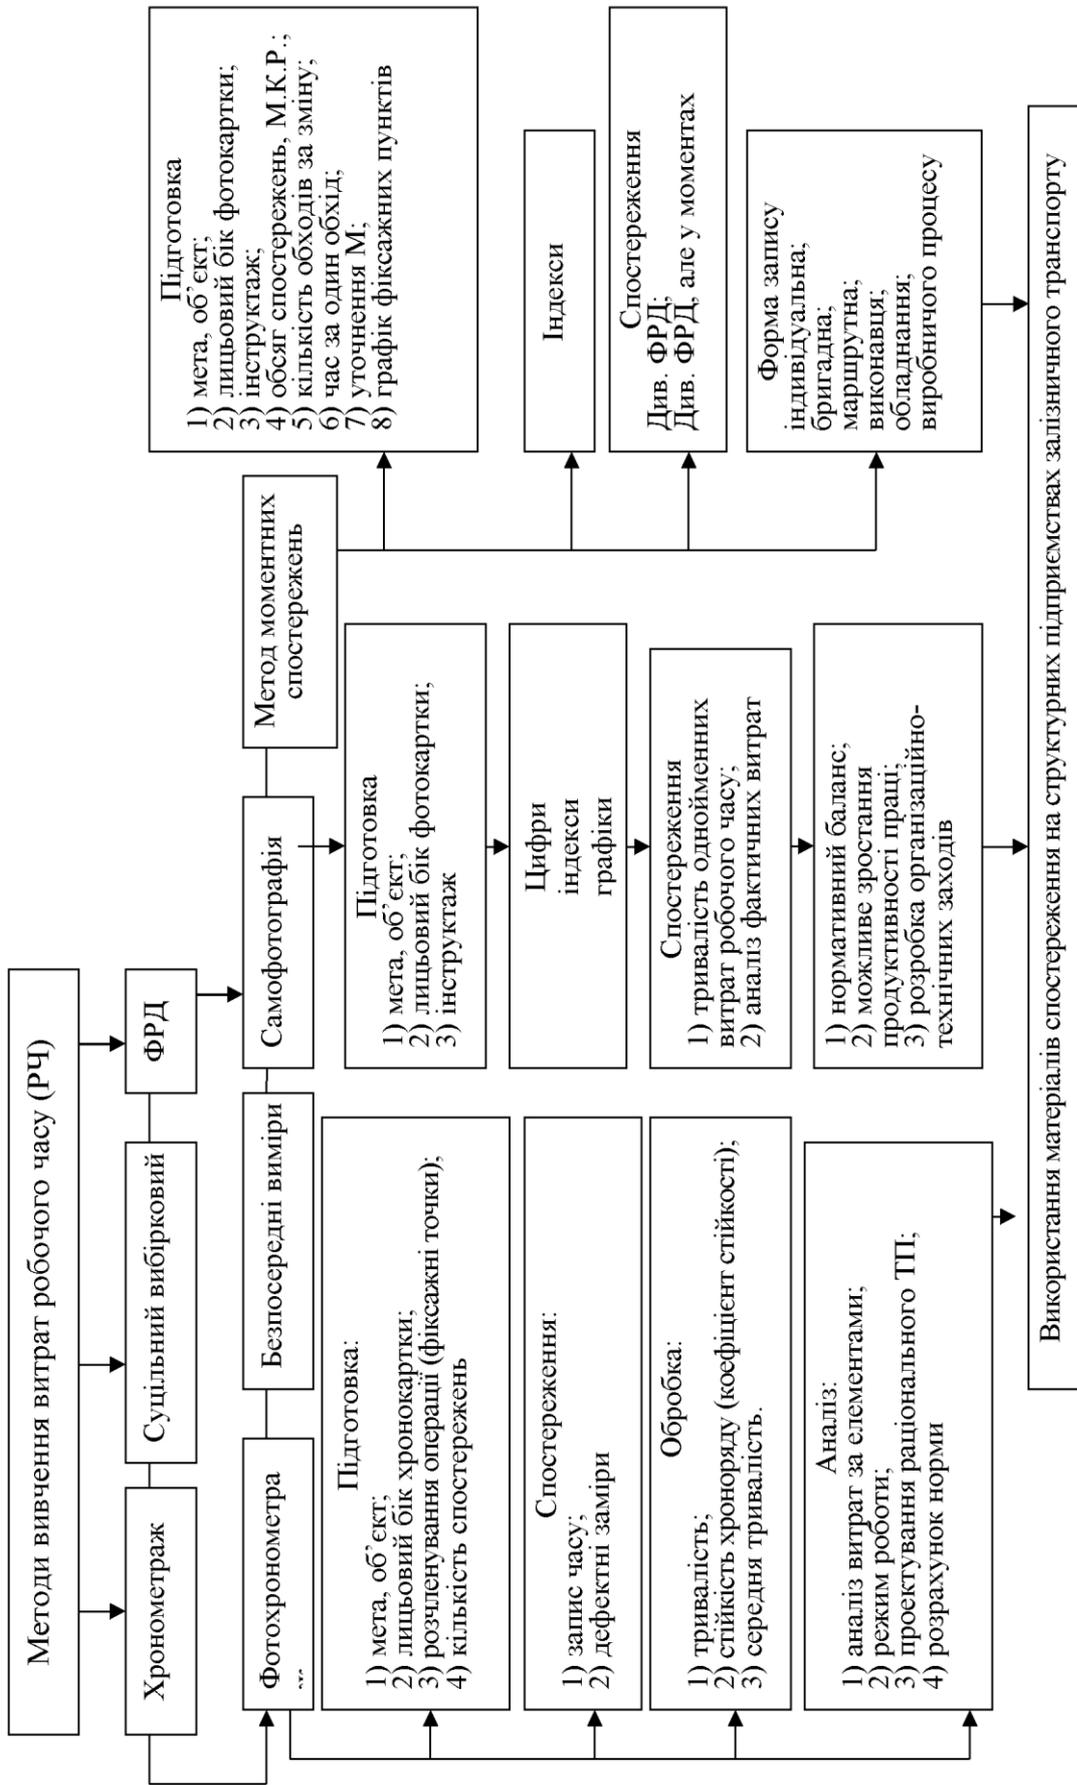 Методи вивчення витрат робочого часу (РЧ)
Хронометраж
Суцільний вибірковий
ФРД
Фотохронометра
ж
Безпосередні виміри
Самофотографія
Метод моментних
спостережень
Підготовка:
1) мета, об’єкт;
2) лицьовий бік хронокартки;
3) розчленування операції (фіксажні точки);
4) кількість спостережень
Спостереження:
1) запис часу;
2) дефектні заміри
Обробка:
1) тривалість;
2) стійкість хроноряду (коефіцієнт стійкості);
3) середня тривалість.
Аналіз:
1) аналіз витрат за елементами;
2) режим роботи;
3) проектування раціонального ТП;
4) розрахунок норми
Підготовка
1) мета, об’єкт;
2) лицьовий бік фотокартки;
3) інструктаж
Цифри
індекси
графіки
Спостереження
1) тривалість однойменних
витрат робочого часу;
2) аналіз фактичних витрат
1) нормативний баланс;
2) можливе зростання
продуктивності праці;
3) розробка організаційно-
технічних заходів
Підготовка
1) мета, об’єкт;
2) лицьовий бік фотокартки;
3) інструктаж;
4) обсяг спостережень, М.К.Р.;
5) кількість обходів за зміну;
6) час за один обхід;
7) уточнення М;
8) графік фіксажних пунктів
Індекси
Спостереження
Див. ФРД;
Див. ФРД, але у моментах
Форма запису
індивідуальна;
бригадна;
маршрутна;
виконавця;
обладнання;
виробничого процесу
Використання матеріалів спостереження на структурних підприємствах залізничного транспорту